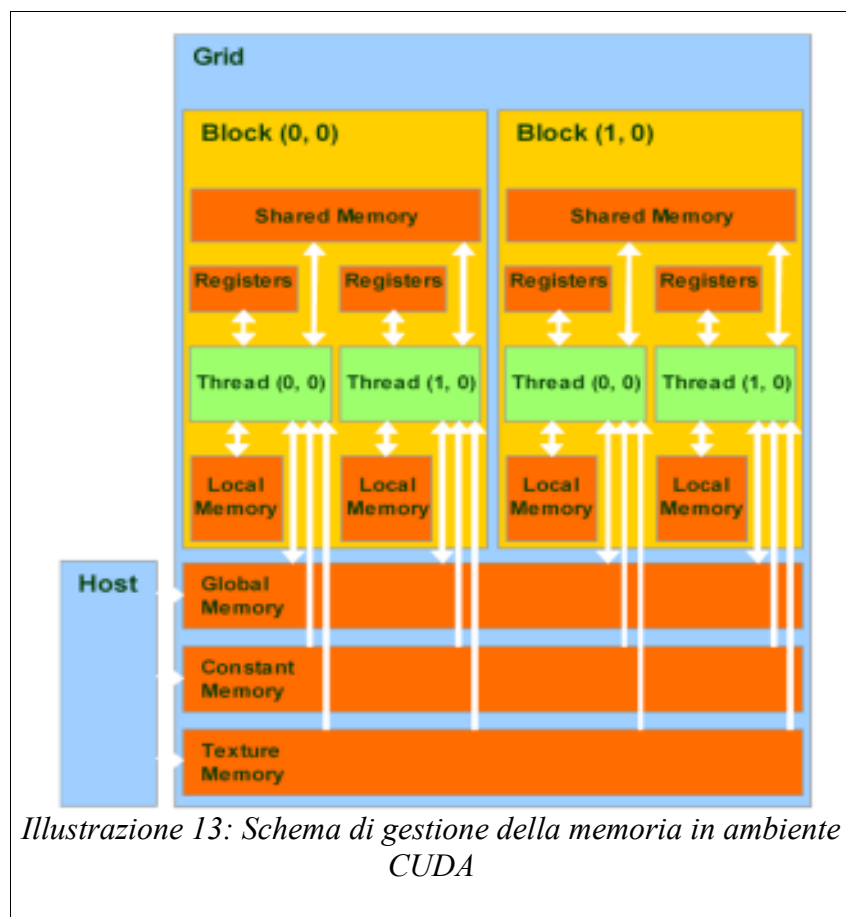 Grid
Block (0, 0)
Block (1, 0)
Shared Memory
Shared Memory
Registers
Registers
Registers
Registers
Thread (0, 0)
Thread (1, 0)
Thread (0, 0)
Thread (1, 0)
Local
Memory
Local
Memory
Local
Memory
Local
Memory
Host
Global
Memory
Constant
Memory
Texture
Memory
Illustrazione 13: Schema di gestione della memoria in ambiente
CUDA